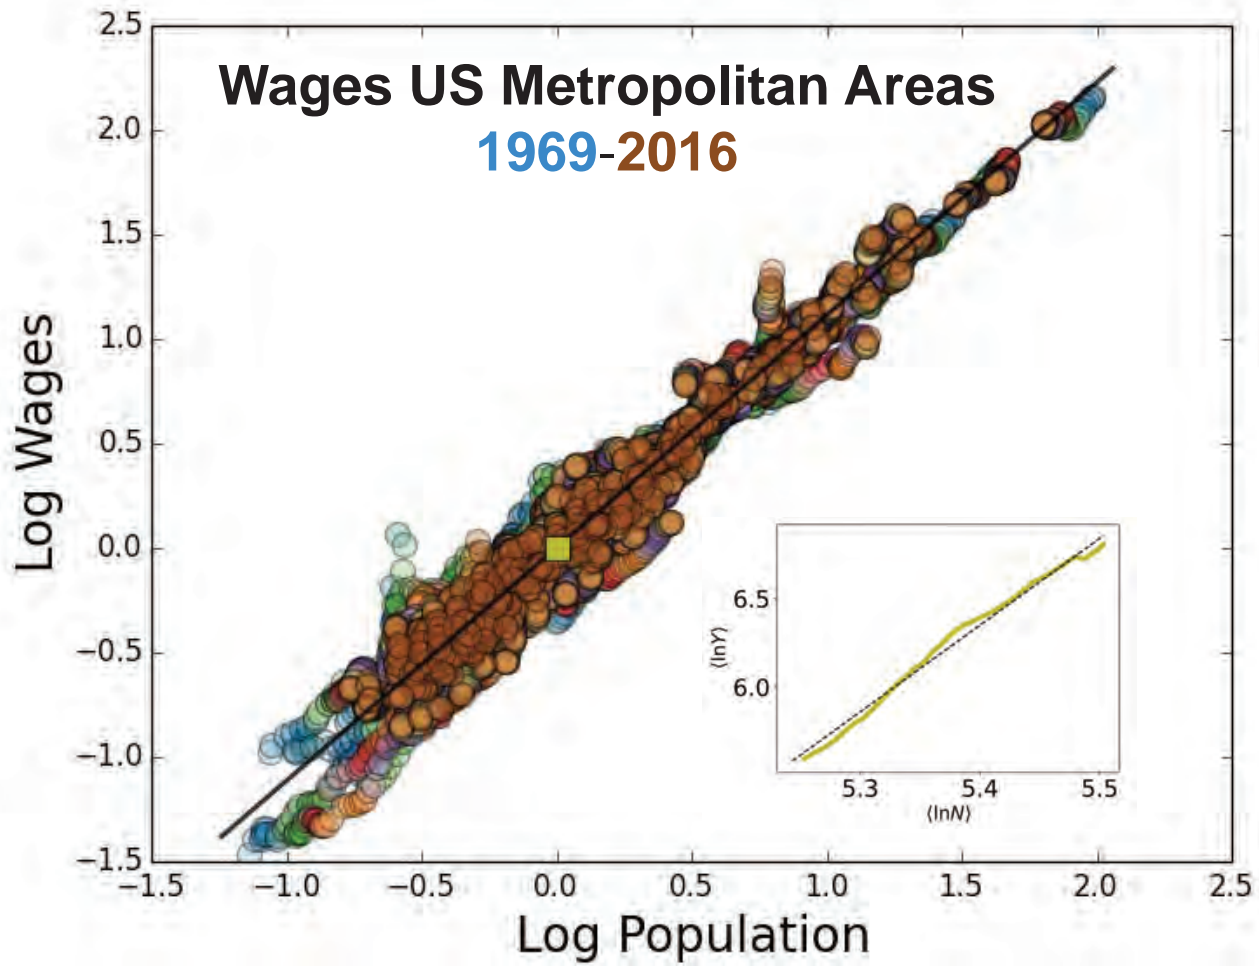 Wages US Metropolitan Areas
1969-2016
Log Wages
2.5
2.0
1.5
1.0
0.5
0.0
−0.5
−1.0
−1.5
−1.5 −1.0 −0.5 0.0 0.5 1.0 1.5 2.0 2.5
Log Population
⟨lnY⟩
6.5
6.0
5.3 5.4 5.5
⟨lnN⟩